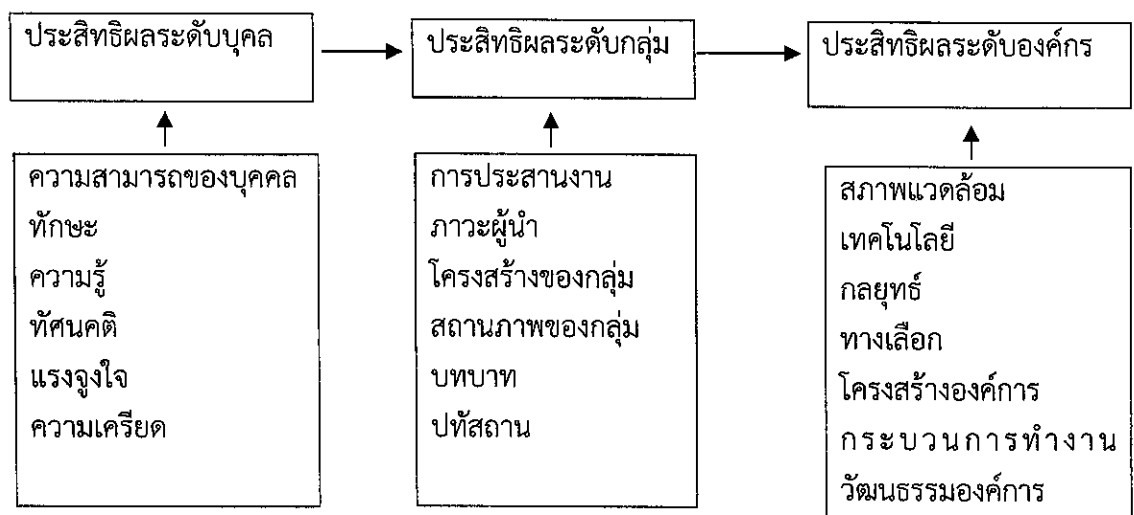 ประสิทธิผลระดับบุคล
ประสิทธิผลระดับกลุ่ม
ประสิทธิผลระดับองค์กร
ความสามารถของบุคคล
ทักษะ
ความรู้
ทัศนคติ
แรงจูงใจ
ความเครียด
การประสานงาน
ภาวะผู้นำ
โครงสร้างของกลุ่ม
สถานภาพของกลุ่ม
บทบาท
ปทัสถาน
สภาพแวดล้อม
เทคโนโลยี
กลยุทธ์
ทางเลือก
โครงสร้างองค์การ
กระบวนการทำงาน
วัฒนธรรมองค์การ